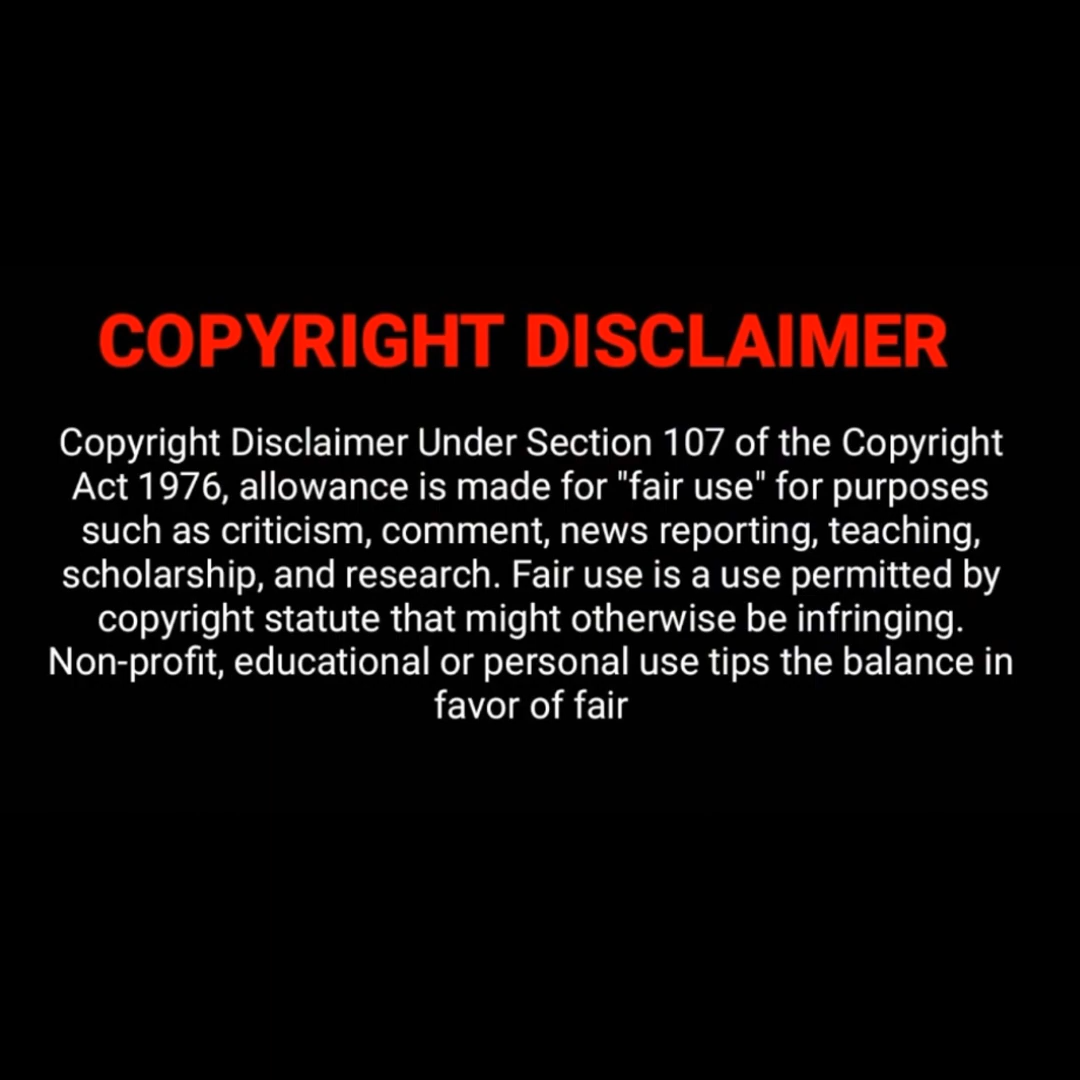 COPYRIGHT DISCLAIMER
Copyright Disclaimer Under Section 107 of the Copyright
Act 1976, allowance is made for "fair use" for purposes
such as criticism, comment, news reporting, teaching,
scholarship, and research. Fair use is a use permitted by
copyright statute that might otherwise be infringing.
Non-profit, educational or personal use tips the balance in
favor of fair